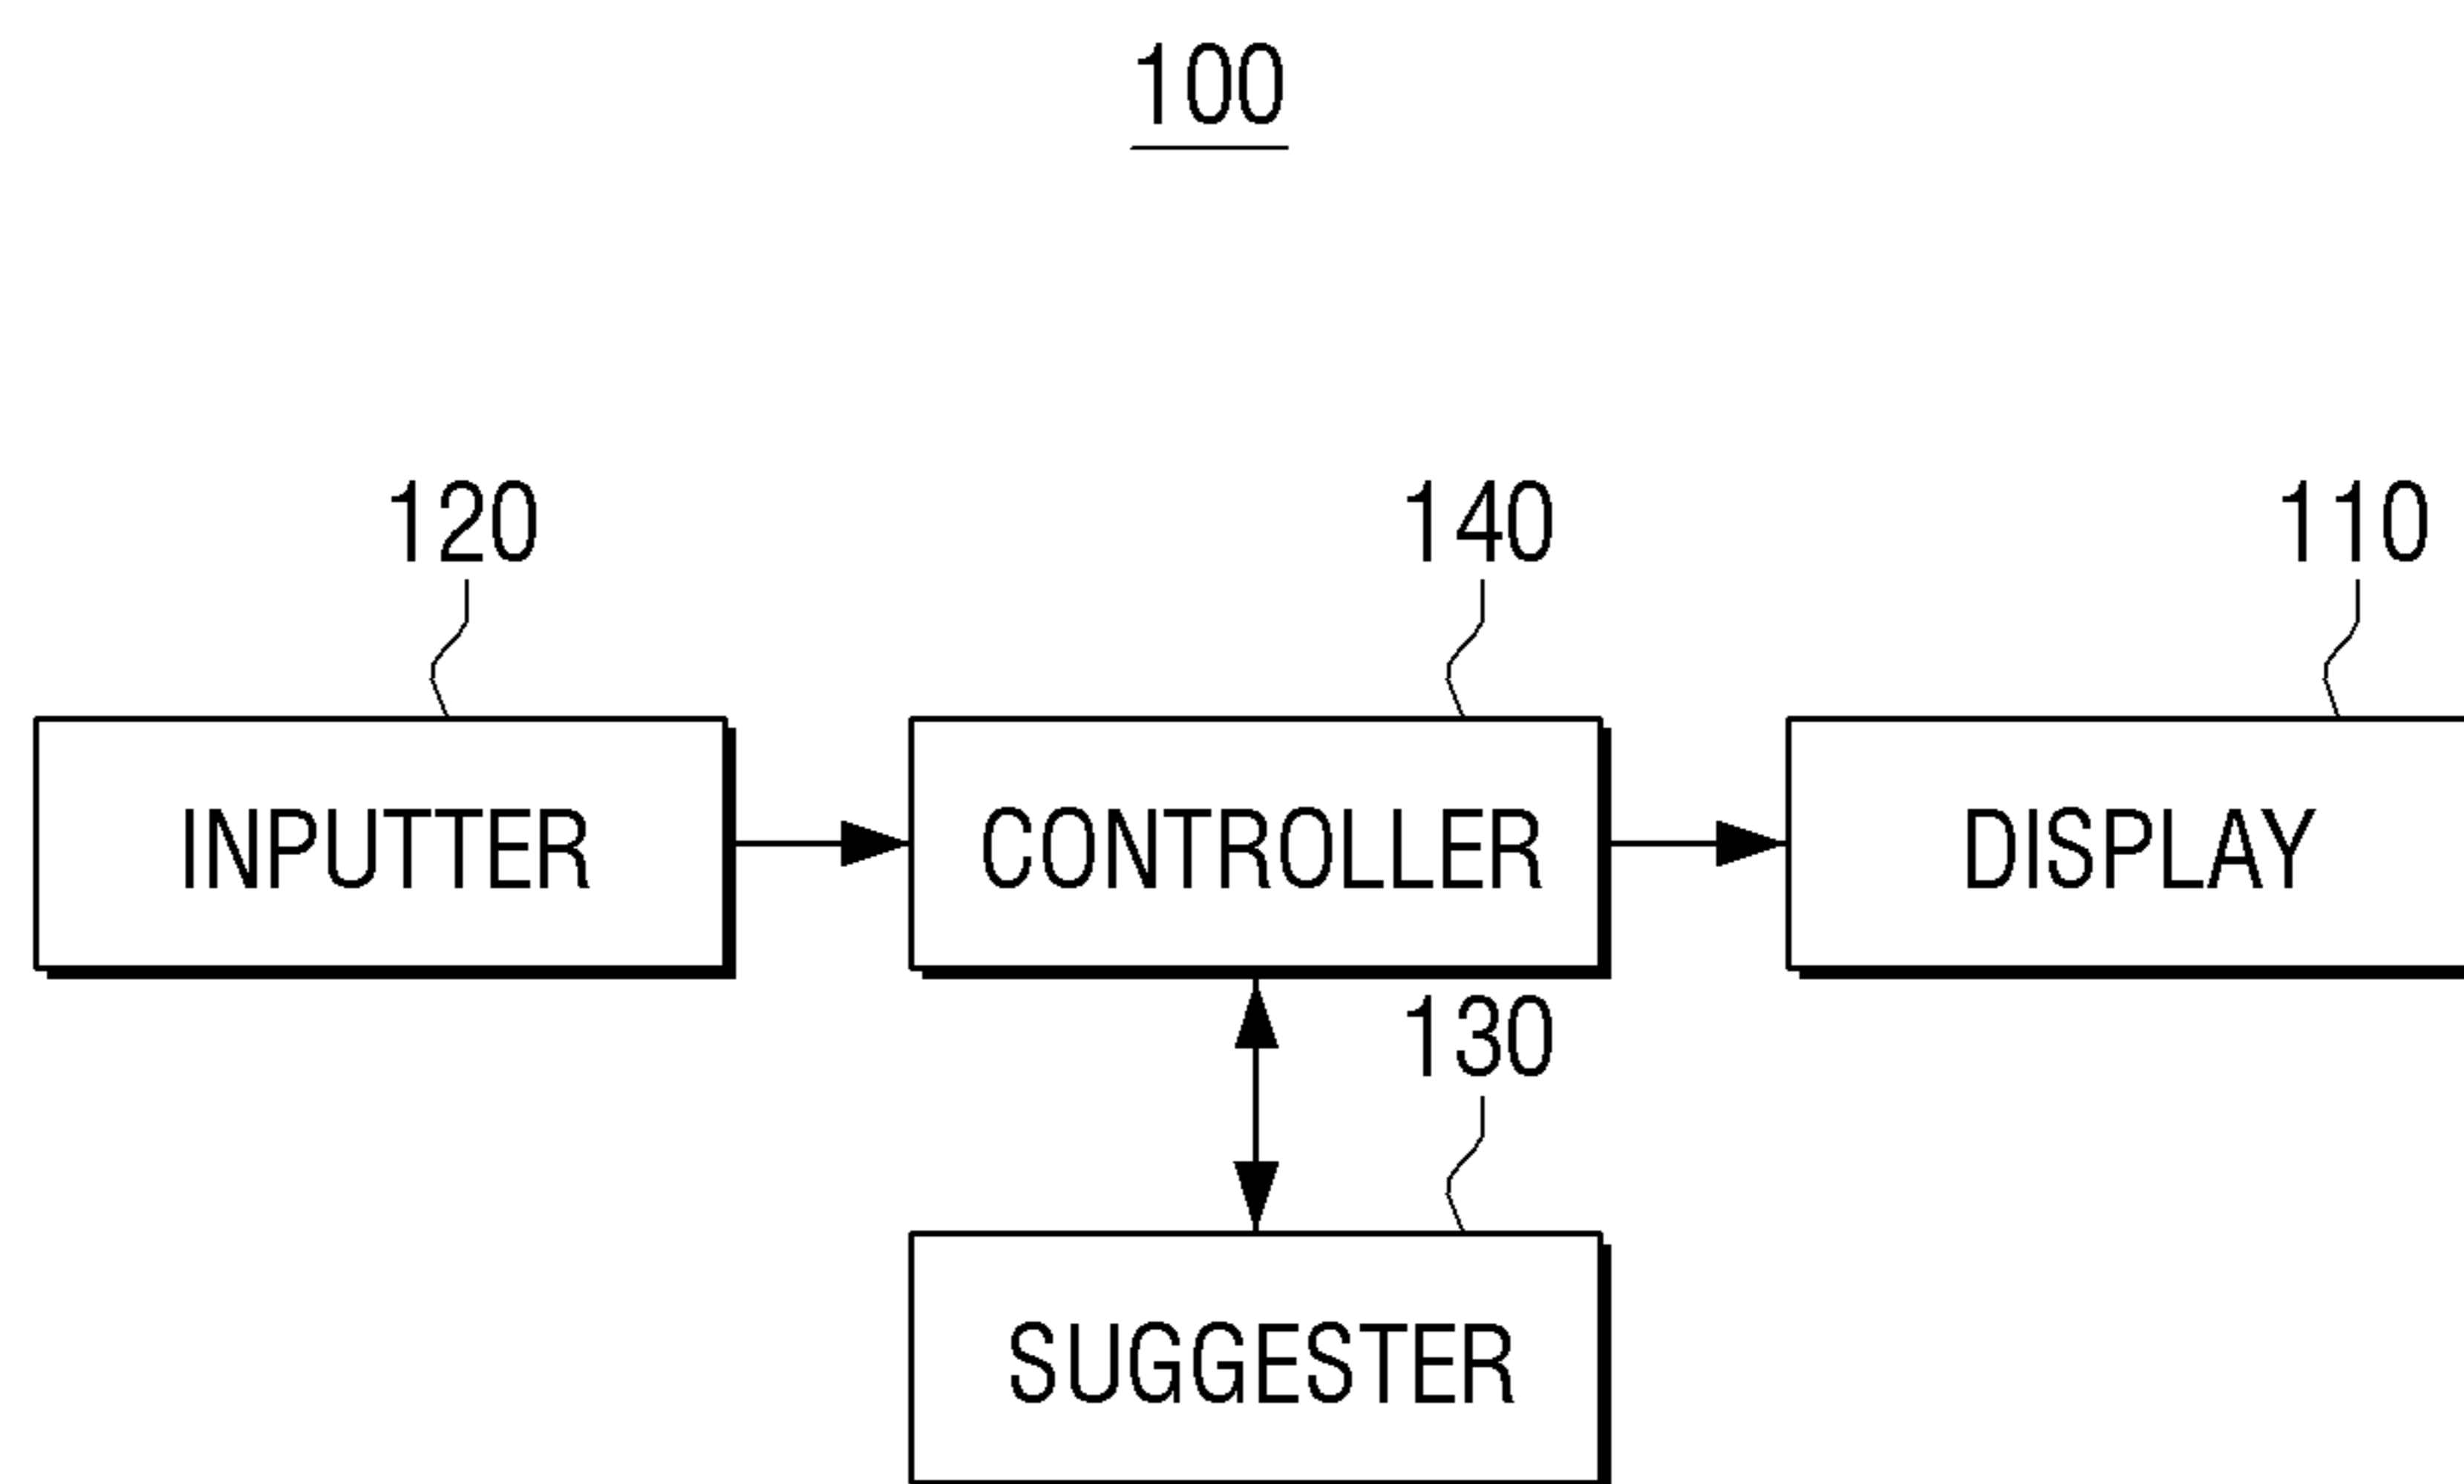 100
120
140
110
INPUTTER
CONTROLLER
DISPLAY
130
SUGGESTER